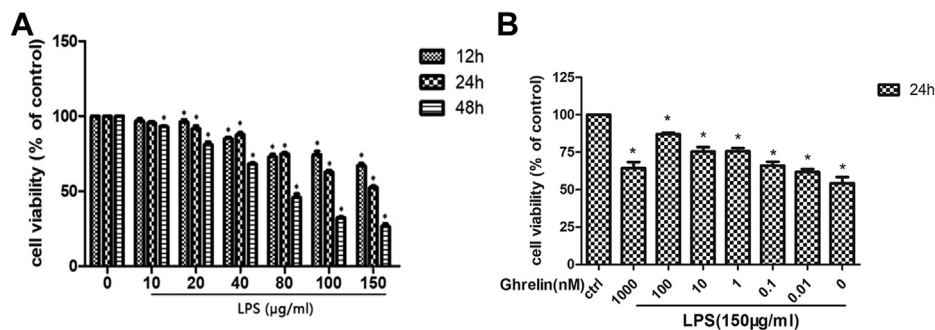 A
150
100
50
0
cell viability (% of control)
12h
24h
48h
* * * * * * * * * * * * * * * *
0 10 20 40 80 100 150
LPS (µg/ml)
B
125
100
75
50
25
0
cell viability (% of control)
24h
* * * * * * *
Ghrelin(nM) ctrl 1000 100 10 1 0.1 0.01 0
LPS(150µg/ml)